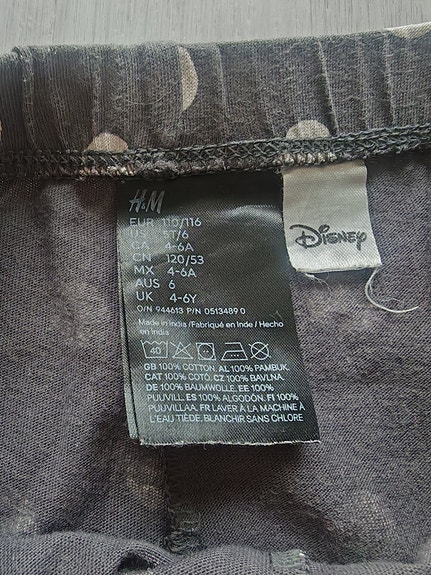 H&M
EUR 110/116
US 5T/6
CA 4-6A
CN 120/53
MX 4-6A
AUS 6
UK 4-6Y
O/N 944613 P/N 0513489 0
Made in India /Fabriqué en Inde / Hecho
en India
40
GB 100% COTTON. AL 100% PAMBUK.
CAT 100% COTÓ. CZ 100% BAVLNA.
DE 100% BAUMWOLLE. EE 100%
PUUVILL. ES 100% ALGODÓN. FI 100%
PUUVILLAA. FR LAVER À LA MACHINE À
L'EAU TIÈDE. BLANCHIR SANS CHLORE
Disney